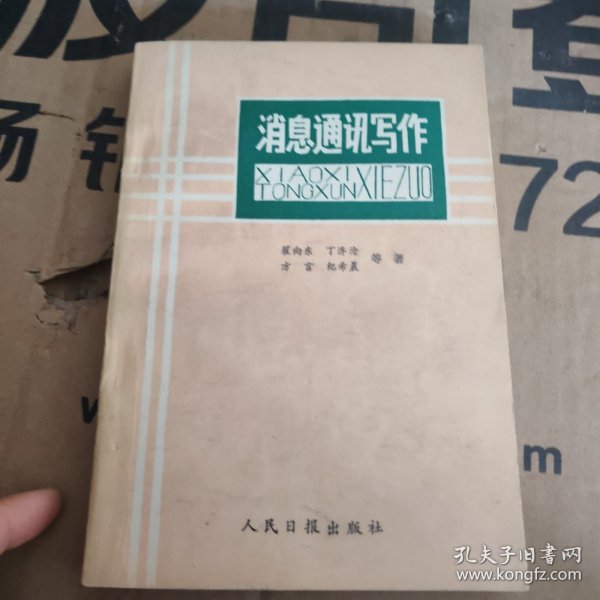 消息通讯写作
XIAOXI
TONGXUN XIEZUO
翟向东 丁济沧
方言 纪希晨 等著
人民日报出版社
72
m
孔夫子旧书网
www.kongfz.com